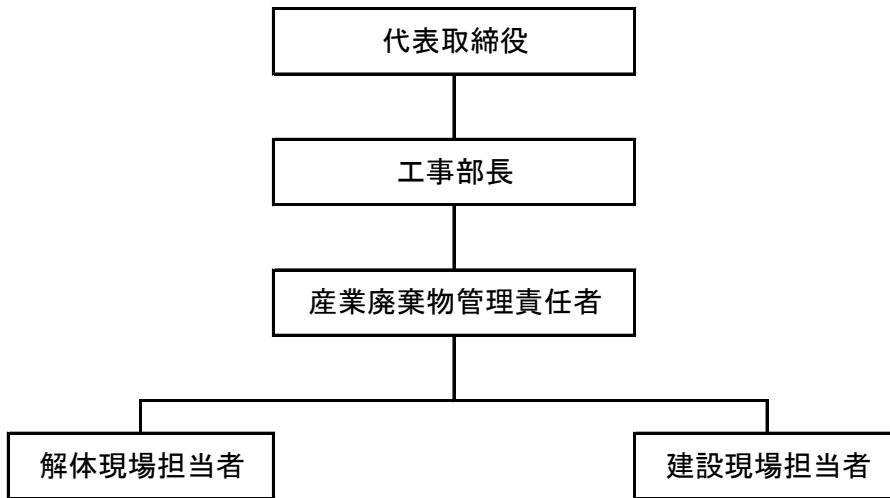 代表取締役
工事部長
産業廃棄物管理責任者
解体現場担当者
建設現場担当者